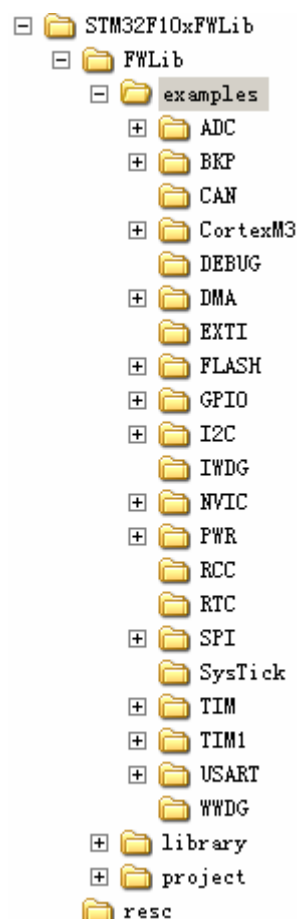 STM32F10xFWLib
FWLib
examples
ADC
BKP
CAN
CortexM3
DEBUG
DMA
EXTI
FLASH
GPIO
I2C
IWDG
NVIC
PWR
RCC
RTC
SPI
SysTick
TIM
TIM1
USART
WWDG
library
project
resc